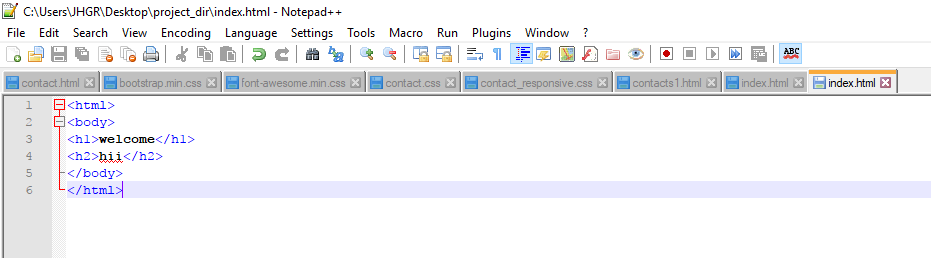 C:\Users\JHGR\Desktop\project_dir\index.html - Notepad++
File Edit Search View Encoding Language Settings Tools Macro Run Plugins Window ?
ABC
contact.html bootstrap.min.css font-awesome.min.css contact.css contact_responsive.css contacts1.html index.html index.html
1 <html>
2 <body>
3 <h1>welcome</h1>
4 <h2>hii</h2>
5 </body>
6 </html>